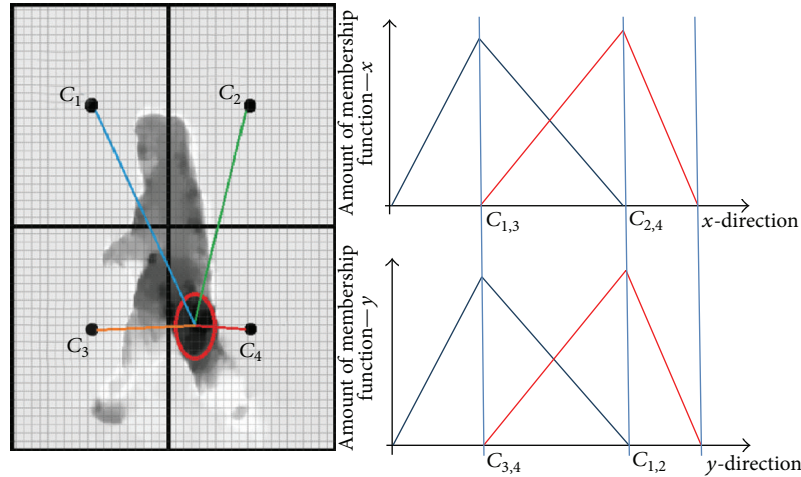 C1
C2
C3
C4
Amount of membership
function—x
C1,3
C2,4
x-direction
Amount of membership
function—y
C3,4
C1,2
y-direction